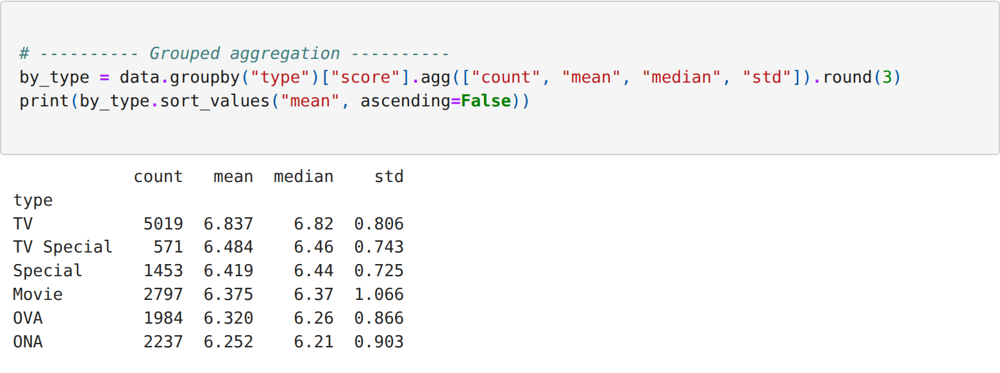 # ---------- Grouped aggregation ----------
by_type = data.groupby("type")["score"].agg(["count", "mean", "median", "std"]).round(3)
print(by_type.sort_values("mean", ascending=False))
            count   mean  median    std
type
TV           5019  6.837    6.82  0.806
TV Special    571  6.484    6.46  0.743
Special      1453  6.419    6.44  0.725
Movie        2797  6.375    6.37  1.066
OVA          1984  6.320    6.26  0.866
ONA          2237  6.252    6.21  0.903